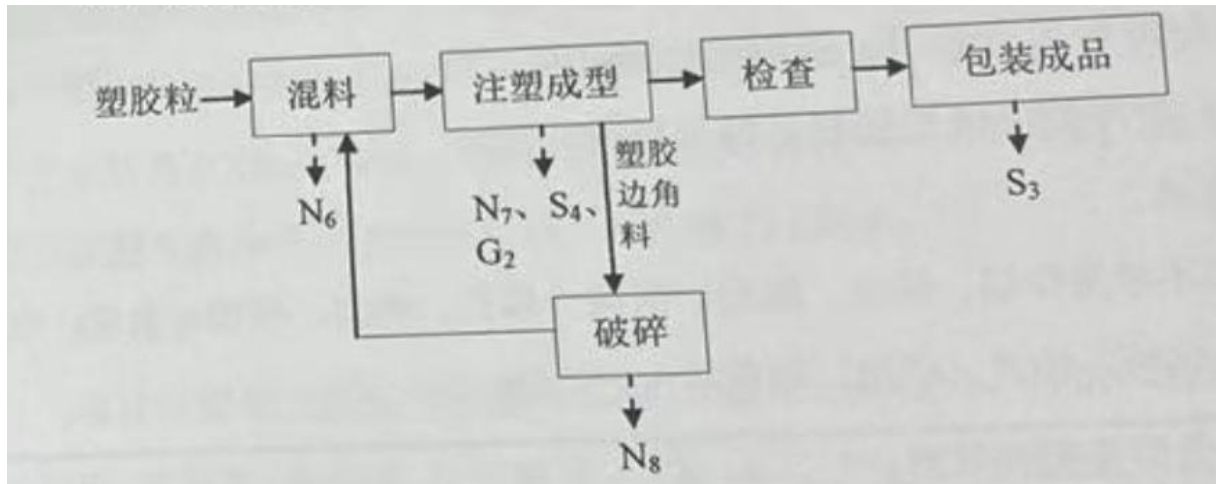 塑胶粒
混料
注塑成型
检查
包装成品
N₆
N₇、 S₄、
G₂
塑胶
边角
料
S₃
破碎
N₈